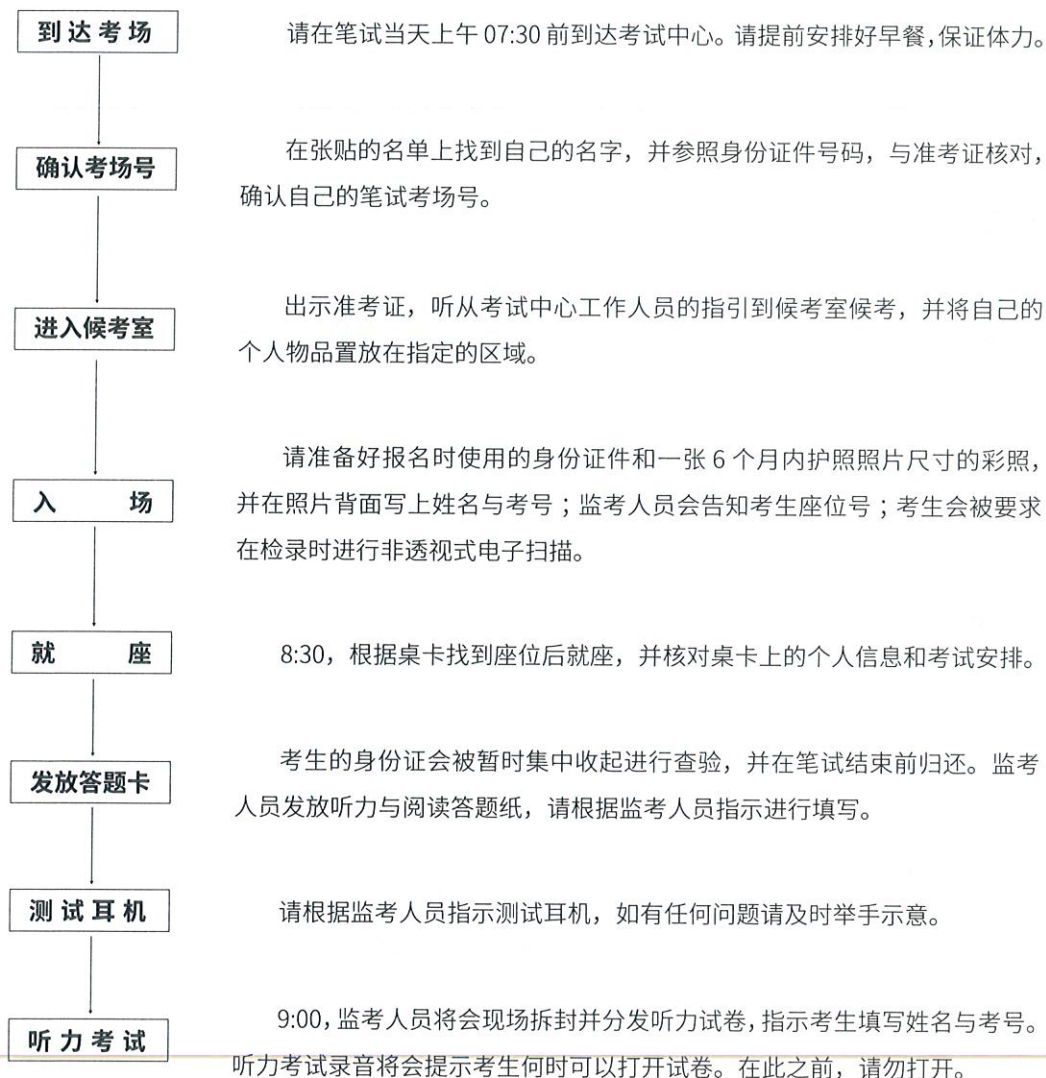 到达考场
请在笔试当天上午 07:30 前到达考试中心。请提前安排好早餐,保证体力。
确认考场号
在张贴的名单上找到自己的名字，并参照身份证件号码，与准考证核对，
确认自己的笔试考场号。
进入候考室
出示准考证，听从考试中心工作人员的指引到候考室候考，并将自己的
个人物品置放在指定的区域。
入 场
请准备好报名时使用的身份证件和一张 6 个月内护照照片尺寸的彩照，
并在照片背面写上姓名与考号；监考人员会告知考生座位号；考生会被要求
在检录时进行非透视式电子扫描。
就 座
8:30，根据桌卡找到座位后就座，并核对桌卡上的个人信息和考试安排。
发放答题卡
考生的身份证会被暂时集中收起进行查验，并在笔试结束前归还。监考
人员发放听力与阅读答题纸，请根据监考人员指示进行填写。
测试耳机
请根据监考人员指示测试耳机，如有任何问题请及时举手示意。
听力考试
9:00,监考人员将会现场拆封并分发听力试卷,指示考生填写姓名与考号。
听力考试录音将会提示考生何时可以打开试卷。在此之前，请勿打开。